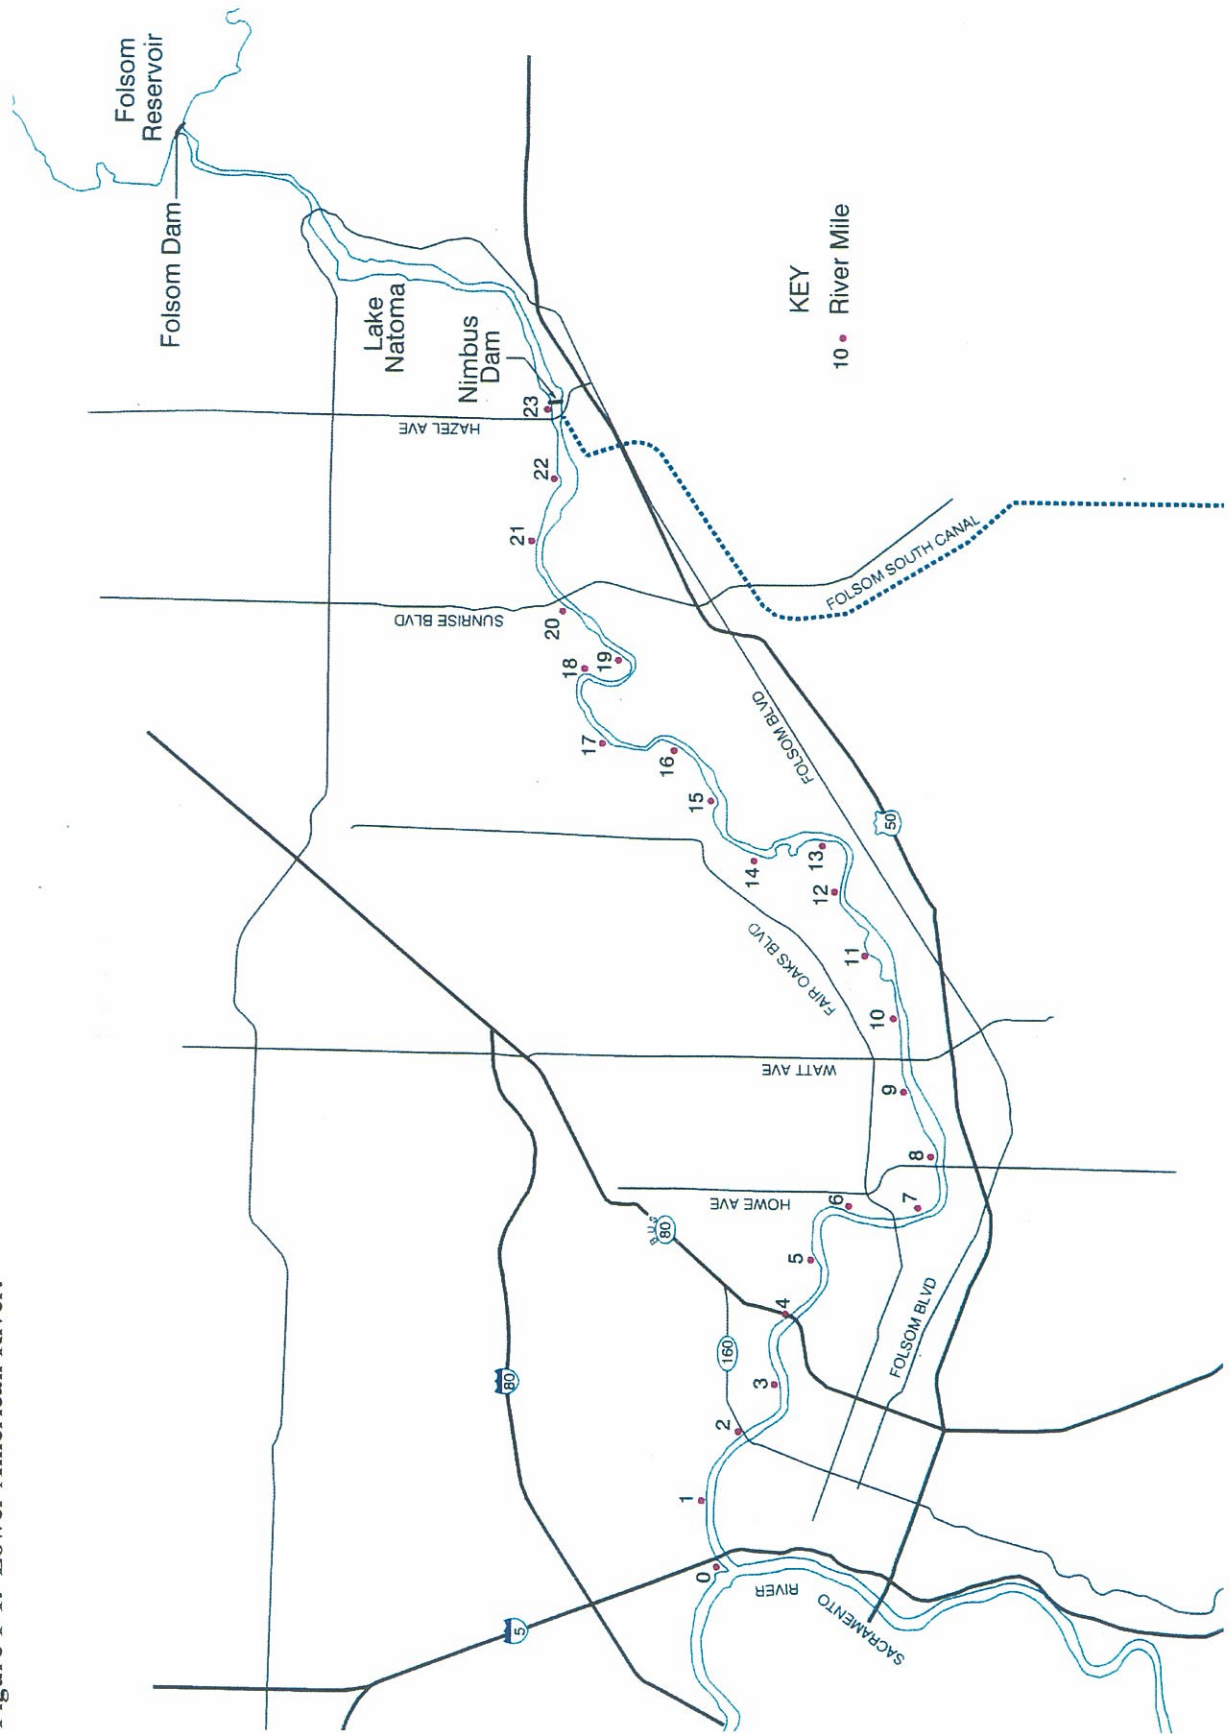 Folsom
Reservoir
Folsom Dam
Lake
Natoma
Nimbus
Dam
HAZEL AVE
23
22
21
SUNRISE BLVD
20
19
18
17
16
15
14
13
12
11
10
9
8
7
6
5
4
3
2
1
0
FOLSOM SOUTH CANAL
FOLSOM BLVD
50
FAIR OAKS BLVD
WATT AVE
HOWE AVE
BUS
80
160
FOLSOM BLVD
80
5
SACRAMENTO
RIVER
KEY
10 River Mile